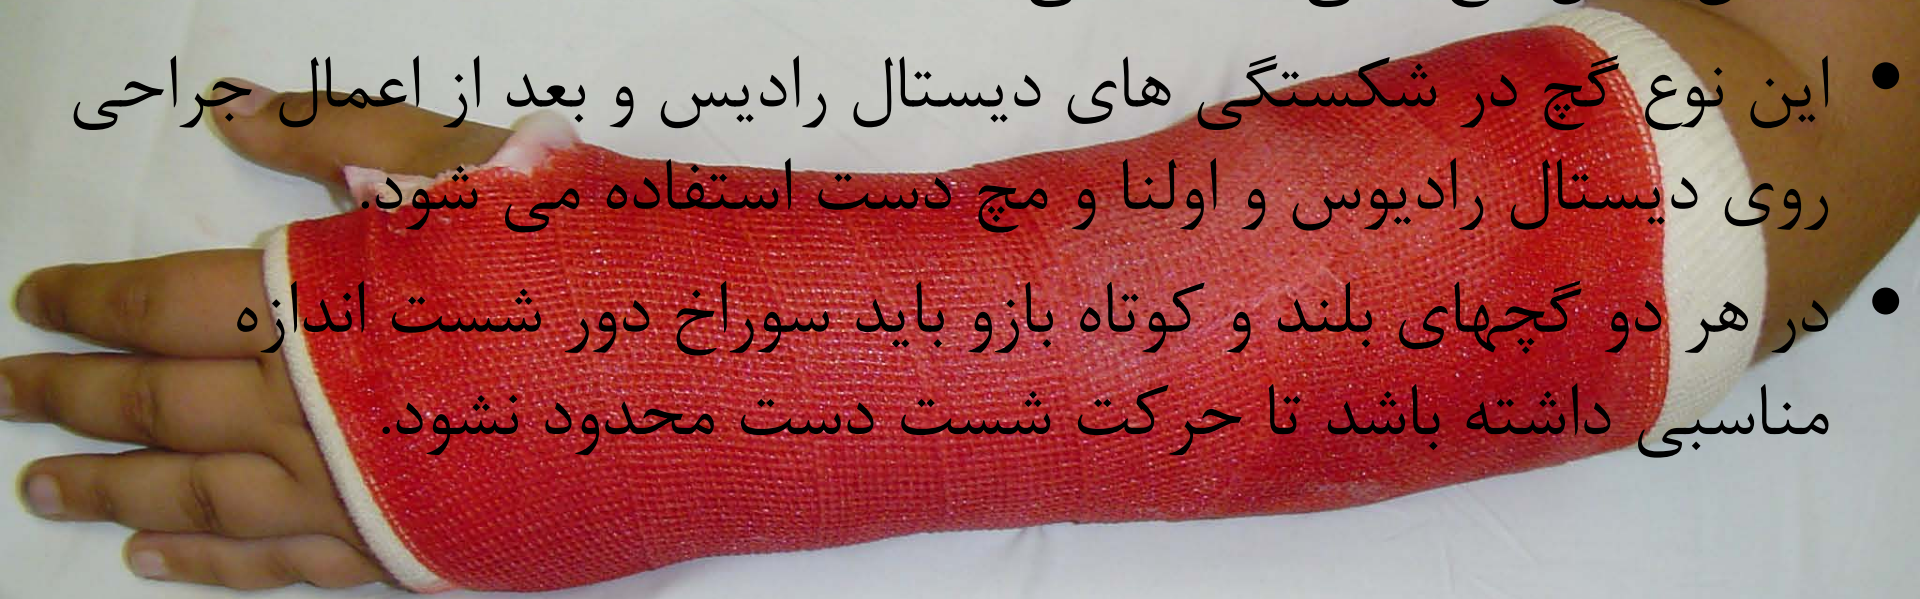 • این نوع گچ در شکستگی های دیستال رادیس و بعد از اعمال جراحی
روی دیستال رادیوس و اولنا و مچ دست استفاده می شود.
• در هر دو گچهای بلند و کوتاه بازو باید سوراخ دور شست اندازه
مناسبی داشته باشد تا حرکت شست دست محدود نشود.